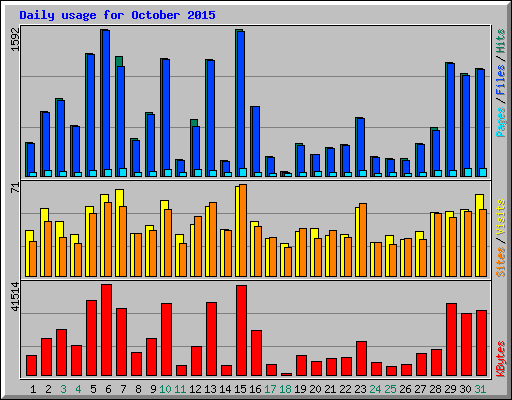 Daily usage for October 2015
1592
Pages / Files / Hits
71
Sites / Visits
41514
KBytes
1 2 3 4 5 6 7 8 9 10 11 12 13 14 15 16 17 18 19 20 21 22 23 24 25 26 27 28 29 30 31